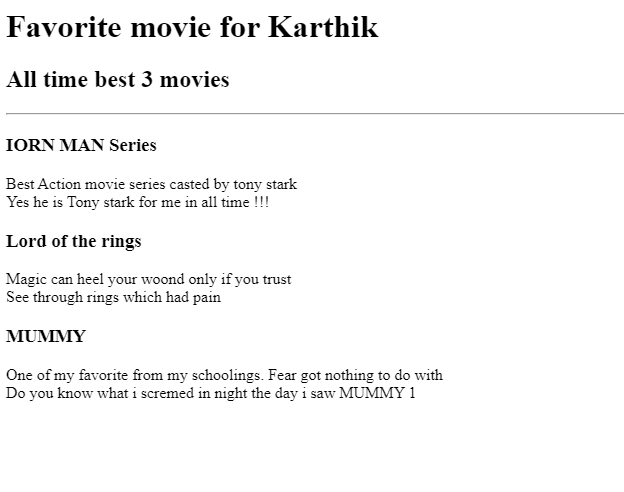 Favorite movie for Karthik
All time best 3 movies
IORN MAN Series
Best Action movie series casted by tony stark
Yes he is Tony stark for me in all time !!!
Lord of the rings
Magic can heel your woond only if you trust
See through rings which had pain
MUMMY
One of my favorite from my schoolings. Fear got nothing to do with
Do you know what i scremed in night the day i saw MUMMY 1